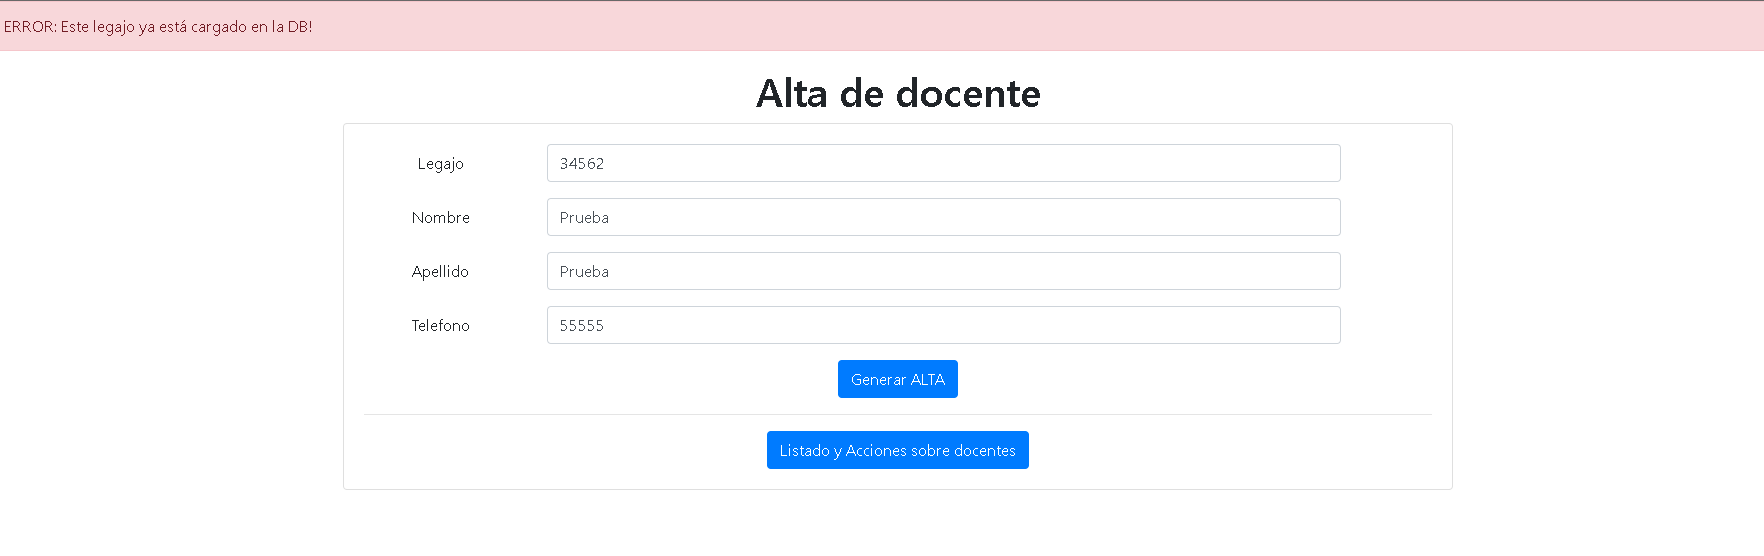 ERROR: Este legajo ya está cargado en la DB!
Alta de docente
Legajo 34562
Nombre Prueba
Apellido Prueba
Telefono 55555
Generar ALTA
Listado y Acciones sobre docentes